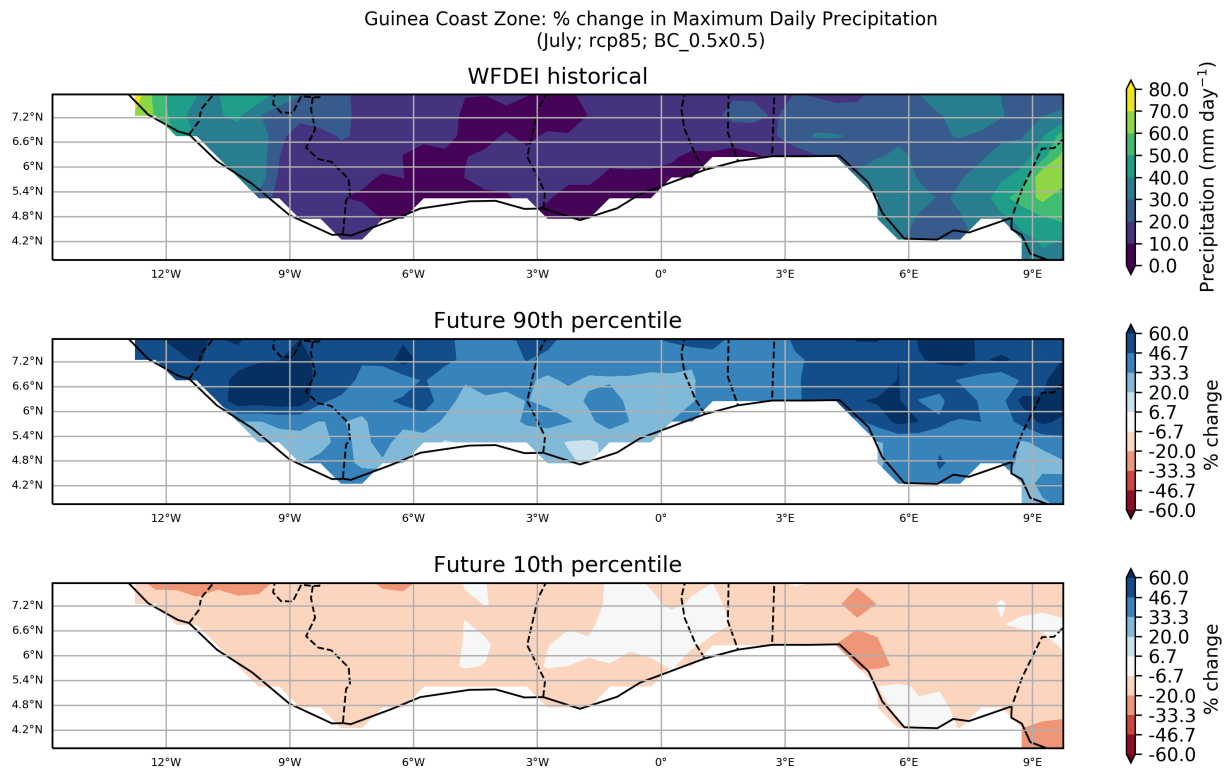 Guinea Coast Zone: % change in Maximum Daily Precipitation
(July; rcp85; BC_0.5x0.5)
WFDEI historical
7.2°N
6.6°N
6°N
5.4°N
4.8°N
4.2°N
12°W 9°W 6°W 3°W 0° 3°E 6°E 9°E
80.0
70.0
60.0
50.0
40.0
30.0
20.0
10.0
0.0
Precipitation (mm day⁻¹)
Future 90th percentile
7.2°N
6.6°N
6°N
5.4°N
4.8°N
4.2°N
12°W 9°W 6°W 3°W 0° 3°E 6°E 9°E
60.0
46.7
33.3
20.0
6.7
-6.7
-20.0
-33.3
-46.7
-60.0
% change
Future 10th percentile
7.2°N
6.6°N
6°N
5.4°N
4.8°N
4.2°N
12°W 9°W 6°W 3°W 0° 3°E 6°E 9°E
60.0
46.7
33.3
20.0
6.7
-6.7
-20.0
-33.3
-46.7
-60.0
% change